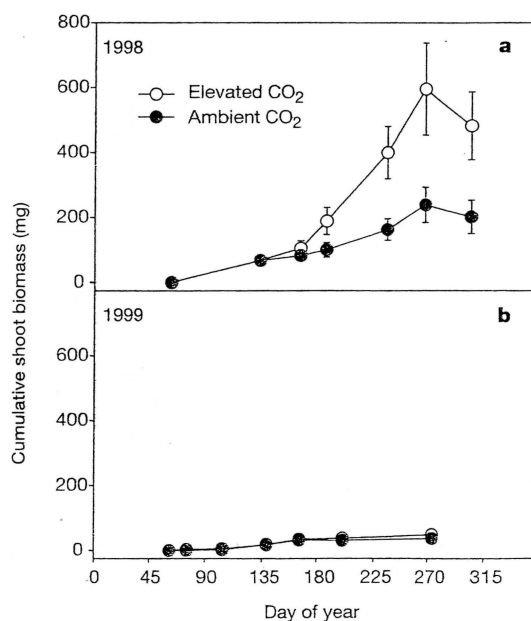 800
1998
a
600
Elevated CO2
Ambient CO2
400
200
0
Cumulative shoot biomass (mg)
1999
b
600
400
200
0
0 45 90 135 180 225 270 315
Day of year